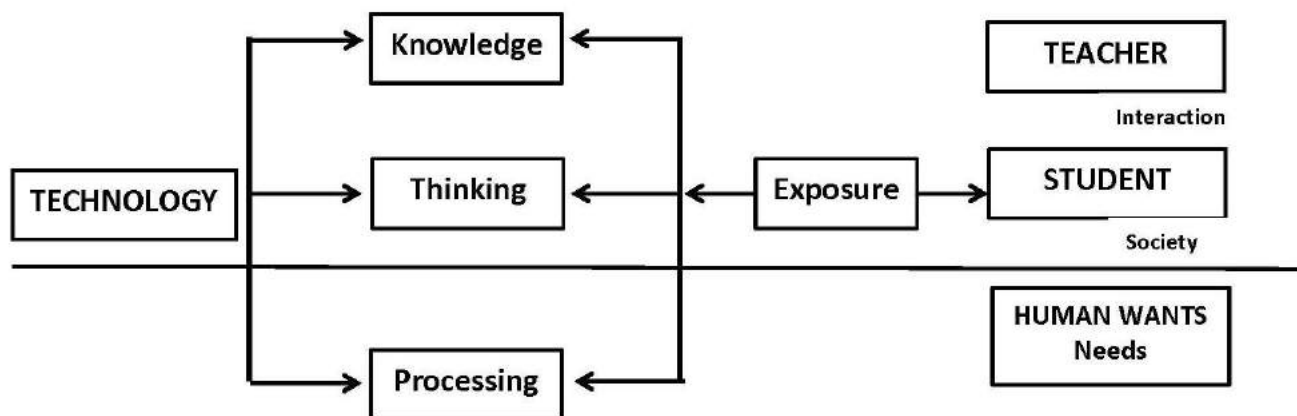 Knowledge
TEACHER
Interaction
TECHNOLOGY
Thinking
Exposure
STUDENT
Society
HUMAN WANTS
Needs
Processing